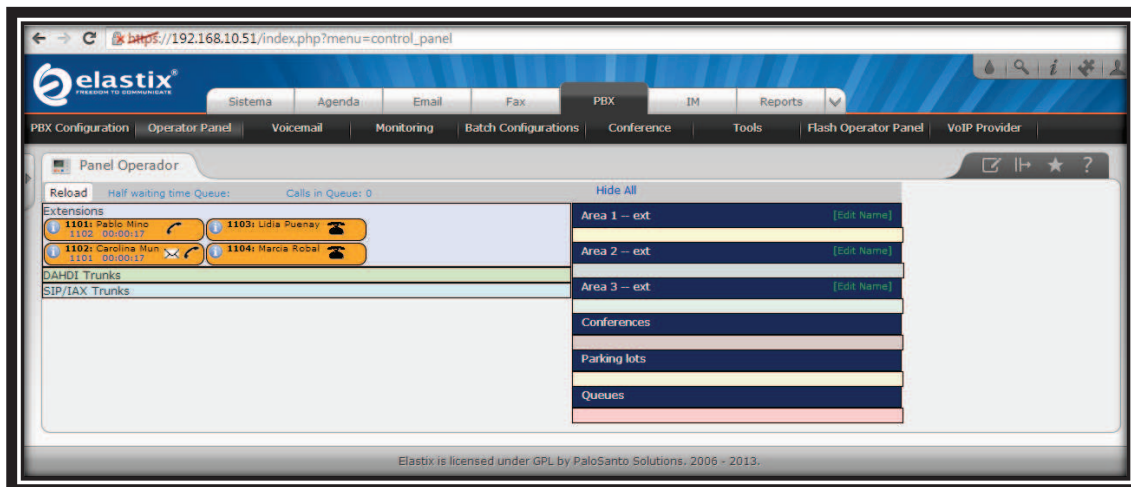 https://192.168.10.51/index.php?menu=control_panel
elastix®
FREEDOM TO COMMUNICATE
Sistema Agenda Email Fax PBX IM Reports
PBX Configuration Operator Panel Voicemail Monitoring Batch Configurations Conference Tools Flash Operator Panel VoIP Provider
Panel Operador
Reload Half waiting time Queue: Calls in Queue: 0 Hide All
Extensions
1101: Pablo Mino 1103: Lidia Puenay
1102 00:00:17
1102: Carolina Mun 1104: Marcia Robal
1101 00:00:17
DAHDI Trunks
SIP/IAX Trunks
Area 1 -- ext [Edit Name]
Area 2 -- ext [Edit Name]
Area 3 -- ext [Edit Name]
Conferences
Parking lots
Queues
Elastix is licensed under GPL by PaloSanto Solutions. 2006 - 2013.